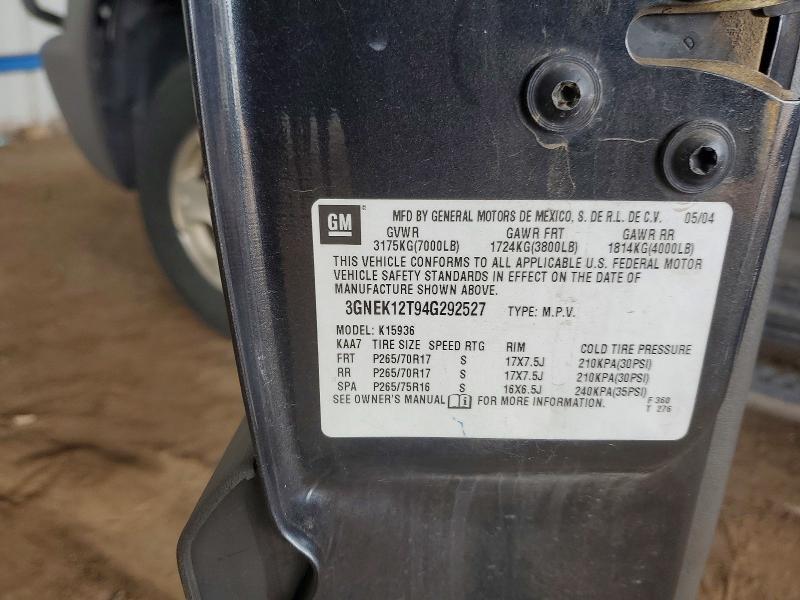 GM ® MFD BY GENERAL MOTORS DE MEXICO, S. DE R.L. DE C.V. 05/04
GVWR GAWR FRT GAWR RR
3175KG(7000LB) 1724KG(3800LB) 1814KG(4000LB)
THIS VEHICLE CONFORMS TO ALL APPLICABLE U.S. FEDERAL MOTOR
VEHICLE SAFETY STANDARDS IN EFFECT ON THE DATE OF
MANUFACTURE SHOWN ABOVE.
3GNEK12T94G292527 TYPE: M.P.V.
MODEL: K15936
KAA7 TIRE SIZE SPEED RTG RIM COLD TIRE PRESSURE
FRT P265/70R17 S 17X7.5J 210KPA(30PSI)
RR P265/70R17 S 17X7.5J 210KPA(30PSI)
SPA P265/75R16 S 16X6.5J 240KPA(35PSI)
SEE OWNER'S MANUAL FOR MORE INFORMATION.
F 360
T 276